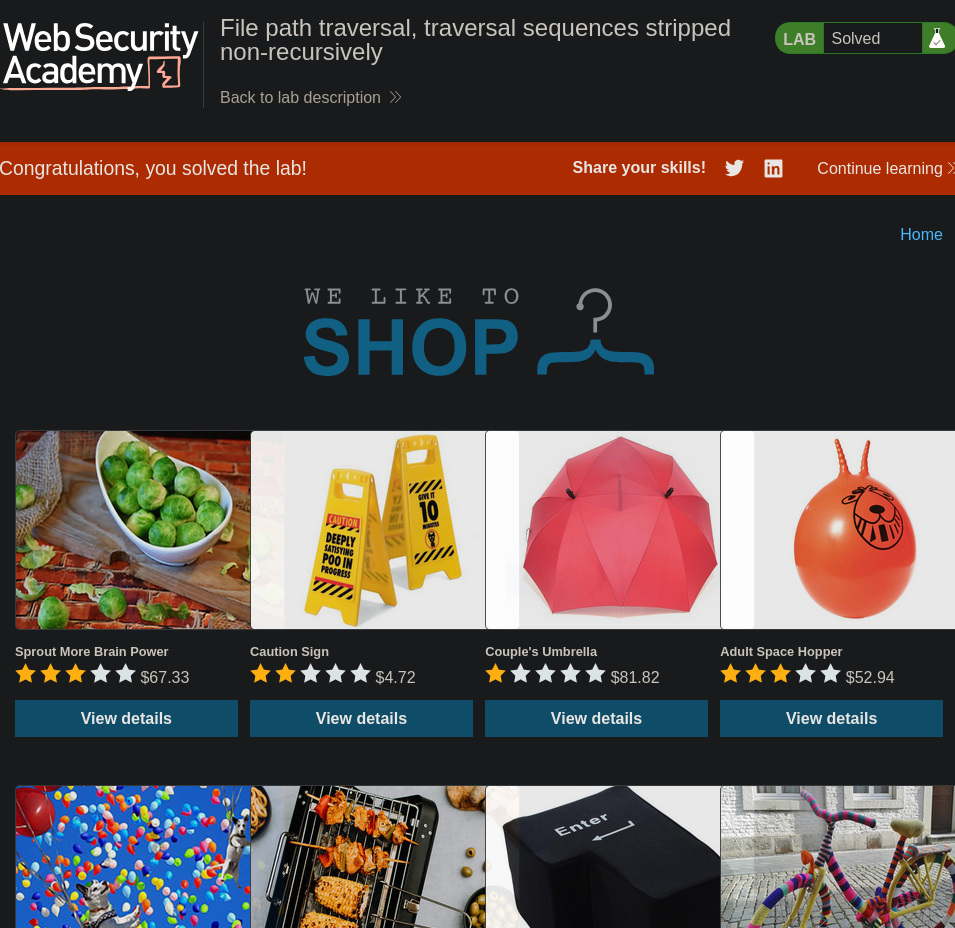 Web Security
Academy
File path traversal, traversal sequences stripped
non-recursively
Back to lab description
LAB
Solved
Congratulations, you solved the lab!
Share your skills!
Continue learning
Home
WE LIKE TO
SHOP
CAUTION
DEEPLY
SATISFYING
POO IN
PROGRESS
GIVE IT
10
MINUTES
Sprout More Brain Power
$67.33
View details
Caution Sign
$4.72
View details
Couple's Umbrella
$81.82
View details
Adult Space Hopper
$52.94
View details
Enter